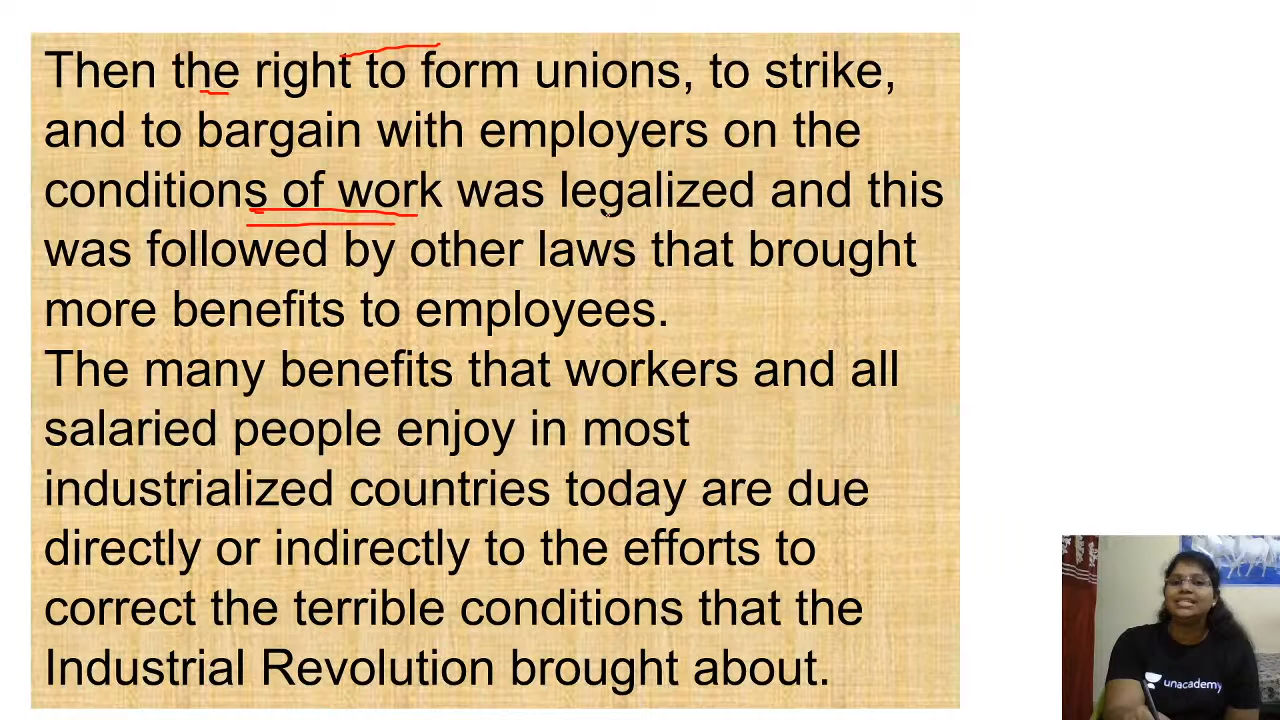 Then the right to form unions, to strike,
and to bargain with employers on the
conditions of work was legalized and this
was followed by other laws that brought
more benefits to employees.
The many benefits that workers and all
salaried people enjoy in most
industrialized countries today are due
directly or indirectly to the efforts to
correct the terrible conditions that the
Industrial Revolution brought about.
unacademy